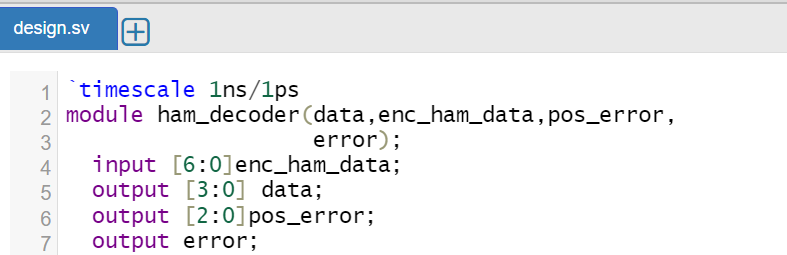 design.sv
1 `timescale 1ns/1ps
2 module ham_decoder(data,enc_ham_data,pos_error,
3 error);
4 input [6:0]enc_ham_data;
5 output [3:0] data;
6 output [2:0]pos_error;
7 output error;